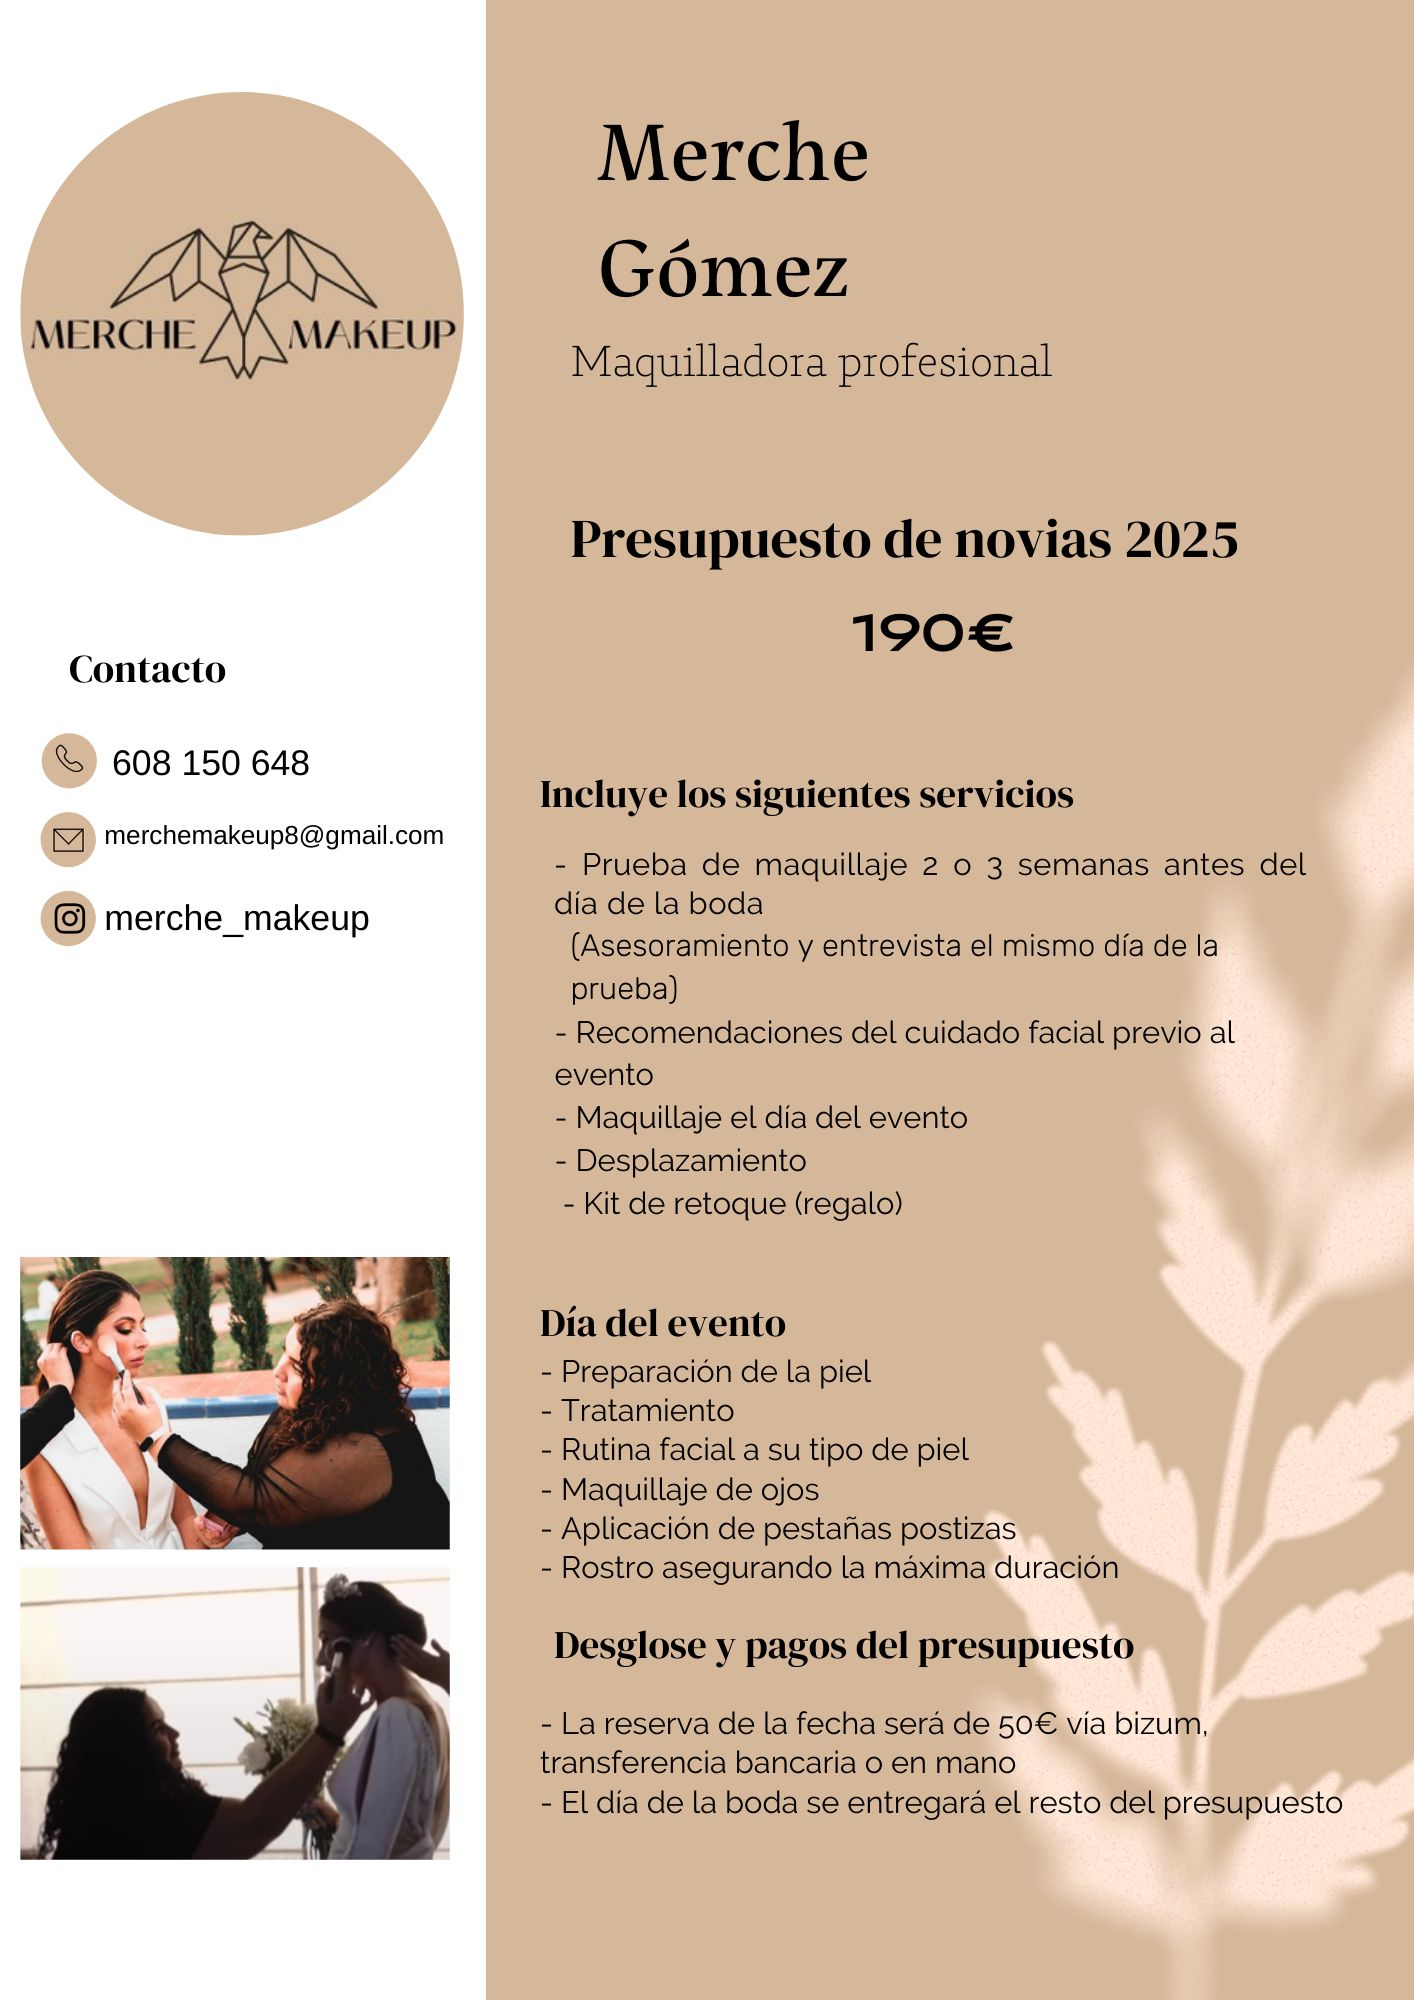 MERCHE MAKEUP
Contacto
608 150 648
merchemakeup8@gmail.com
merche_makeup
Merche
Gómez
Maquilladora profesional
Presupuesto de novias 2025
190€
Incluye los siguientes servicios
- Prueba de maquillaje 2 o 3 semanas antes del
día de la boda
(Asesoramiento y entrevista el mismo día de la
prueba)
- Recomendaciones del cuidado facial previo al
evento
- Maquillaje el día del evento
- Desplazamiento
- Kit de retoque (regalo)
Día del evento
- Preparación de la piel
- Tratamiento
- Rutina facial a su tipo de piel
- Maquillaje de ojos
- Aplicación de pestañas postizas
- Rostro asegurando la máxima duración
Desglose y pagos del presupuesto
- La reserva de la fecha será de 50€ vía bizum,
transferencia bancaria o en mano
- El día de la boda se entregará el resto del presupuesto